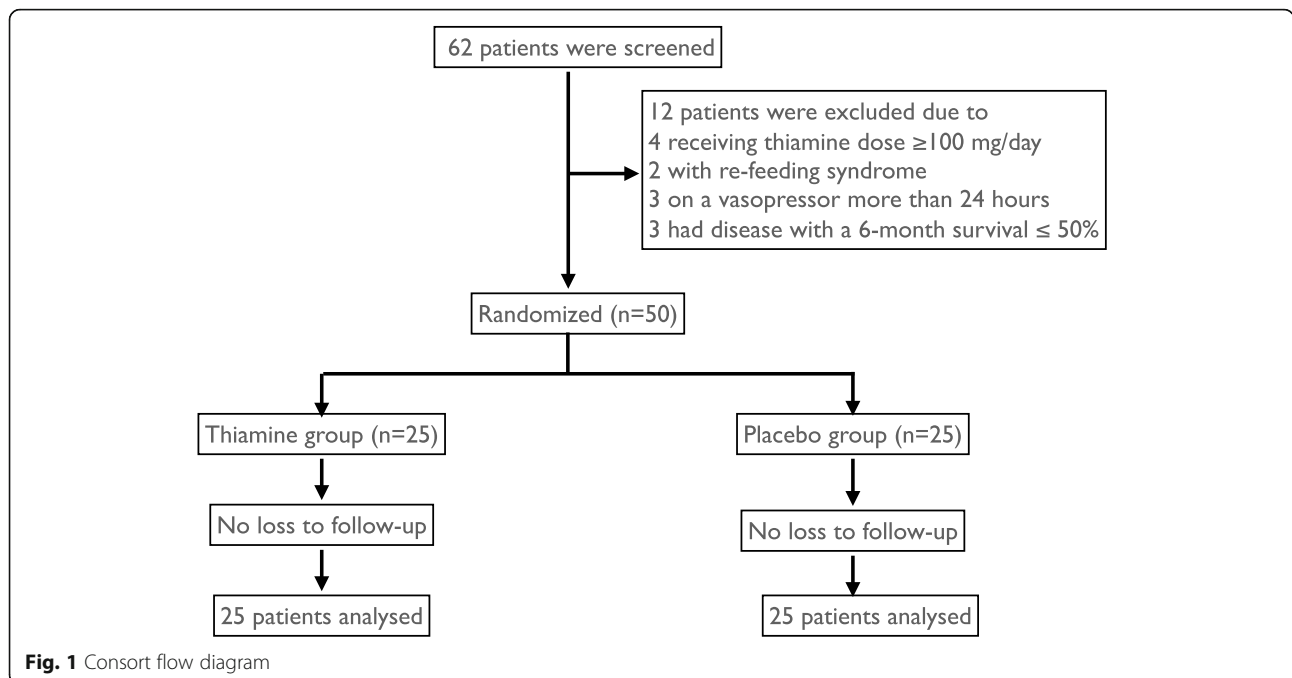 62 patients were screened
12 patients were excluded due to
4 receiving thiamine dose ≥100 mg/day
2 with re-feeding syndrome
3 on a vasopressor more than 24 hours
3 had disease with a 6-month survival ≤ 50%
Randomized (n=50)
Thiamine group (n=25)
Placebo group (n=25)
No loss to follow-up
No loss to follow-up
25 patients analysed
25 patients analysed
Fig. 1 Consort flow diagram